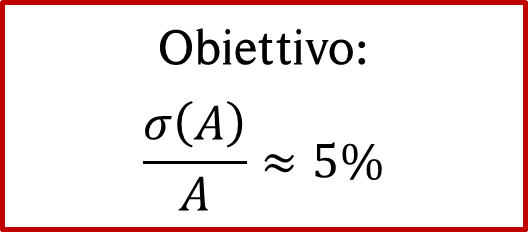 Obiettivo:
σ(A)/A ≈ 5%